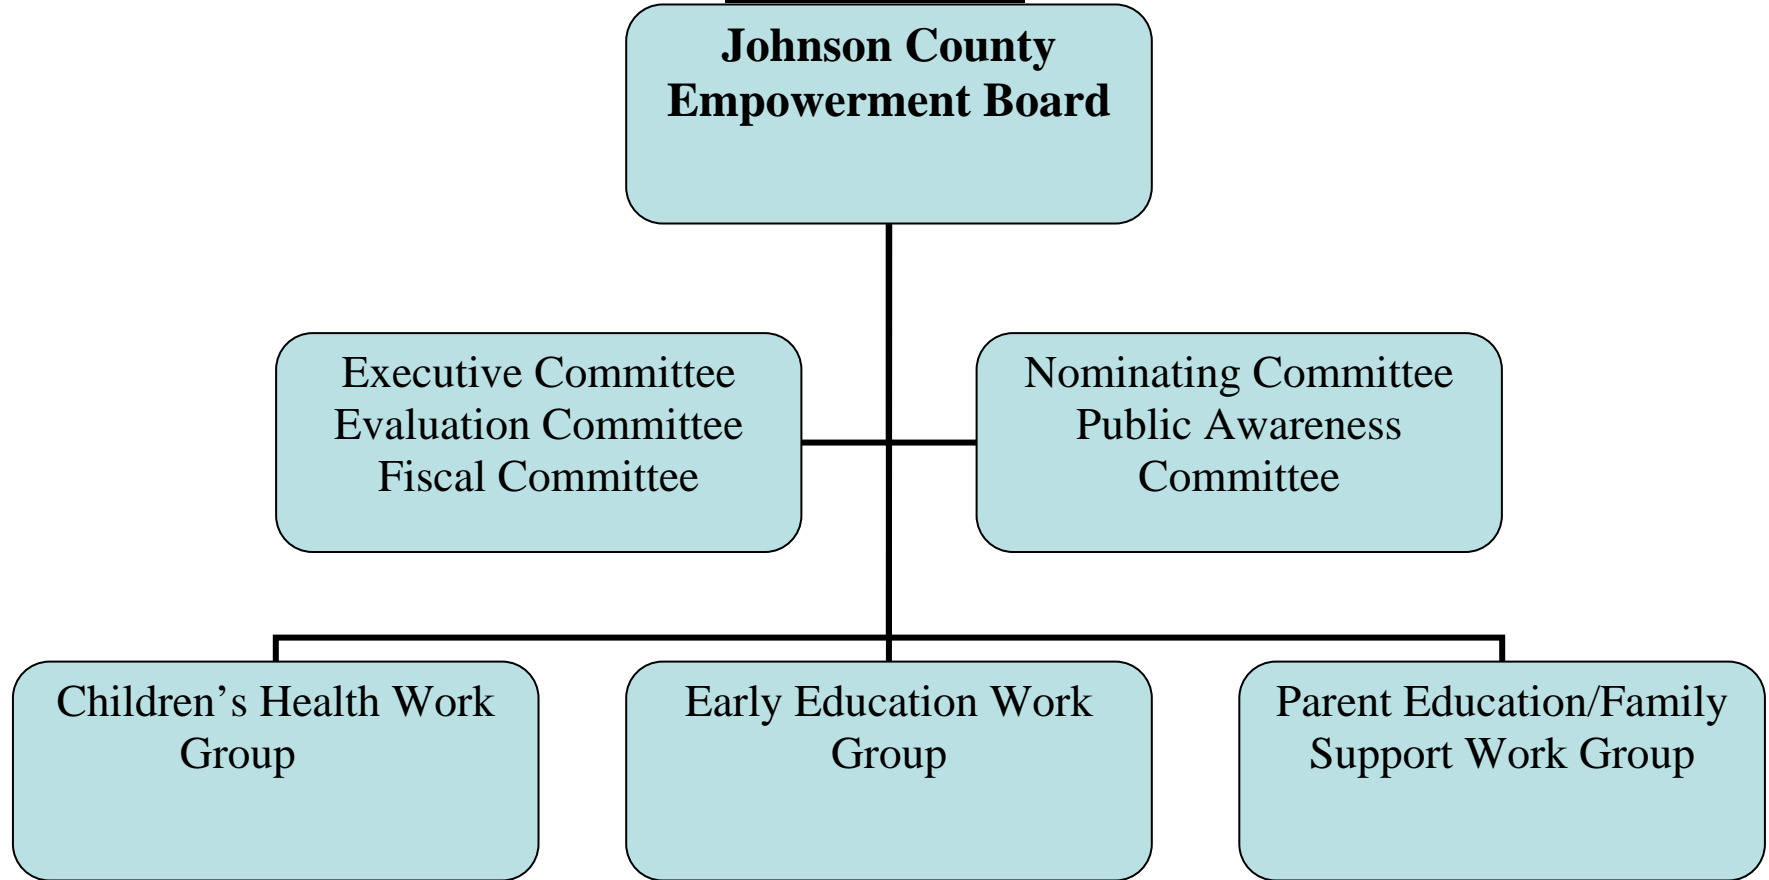 Johnson County
Empowerment Board
Executive Committee
Evaluation Committee
Fiscal Committee
Nominating Committee
Public Awareness
Committee
Children’s Health Work
Group
Early Education Work
Group
Parent Education/Family
Support Work Group